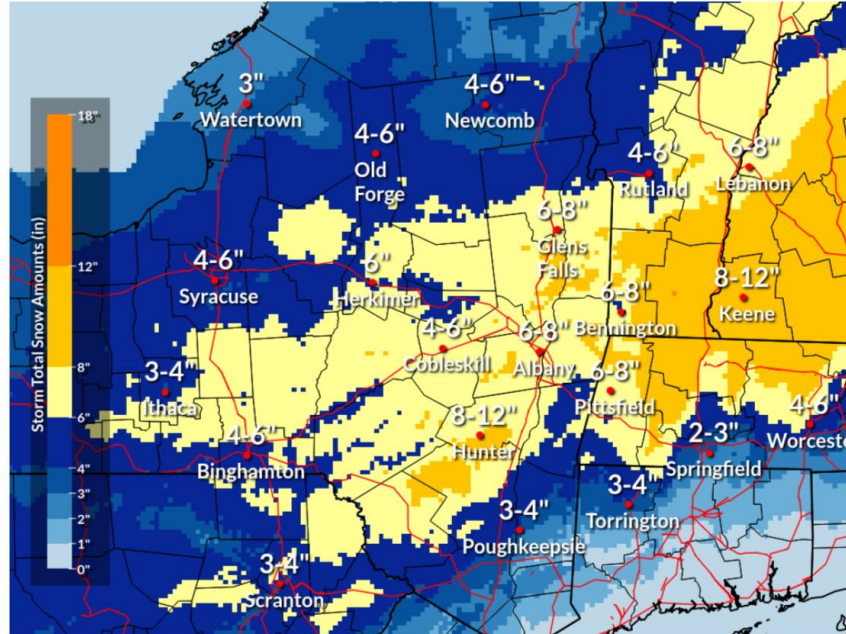 Storm Total Snow Amounts (in)
18"
12"
8"
6"
4"
3"
2"
1"
0"
3"
Watertown
4-6"
Newcomb
4-6"
Old
Forge
4-6"
Rutland
6-8"
Lebanon
6-8"
Glens
Falls
4-6"
Syracuse
6"
Herkimer
8-12"
Keene
6-8"
Bennington
4-6"
Cobleskill
6-8"
Albany
3-4"
Ithaca
6-8"
Pittsfield
8-12"
Hunter
4-6"
Worceste
4-6"
Binghamton
2-3"
Springfield
3-4"
Torrington
3-4"
Poughkeepsie
3-4"
Scranton